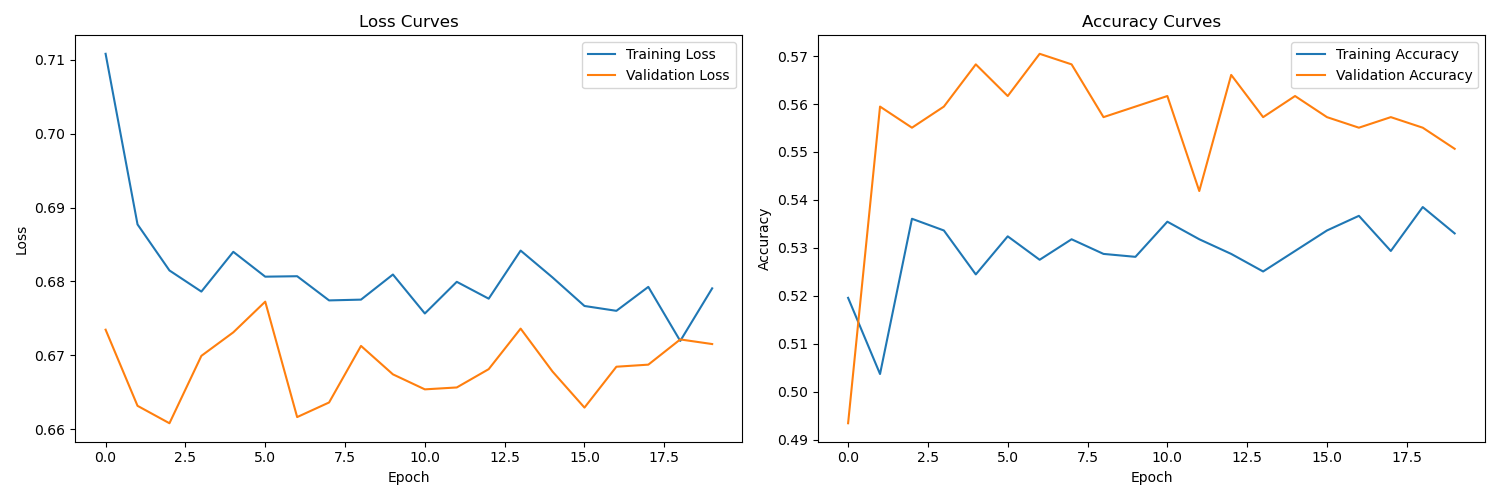 Loss Curves
Loss
0.71
0.70
0.69
0.68
0.67
0.66
Training Loss
Validation Loss
0.0 2.5 5.0 7.5 10.0 12.5 15.0 17.5
Epoch
Accuracy Curves
Accuracy
0.57
0.56
0.55
0.54
0.53
0.52
0.51
0.50
0.49
Training Accuracy
Validation Accuracy
0.0 2.5 5.0 7.5 10.0 12.5 15.0 17.5
Epoch